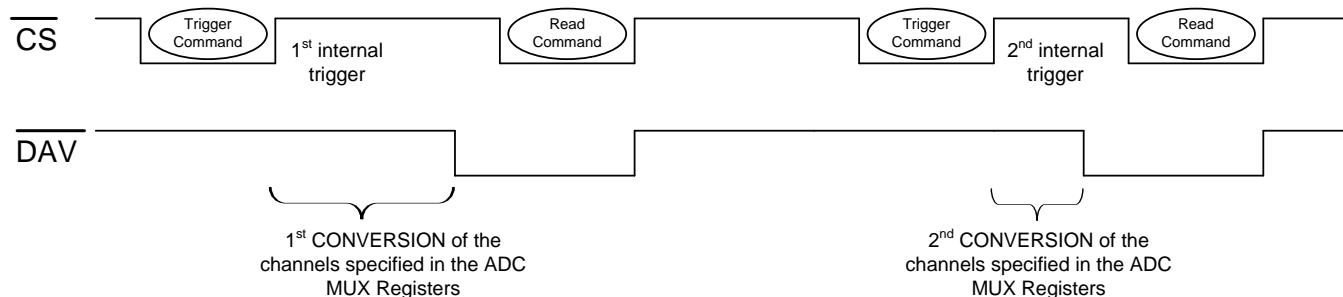 CS
Trigger
Command
1st internal
trigger
Read
Command
Trigger
Command
2nd internal
trigger
Read
Command
DAV
1st CONVERSION of the
channels specified in the ADC
MUX Registers
2nd CONVERSION of the
channels specified in the ADC
MUX Registers